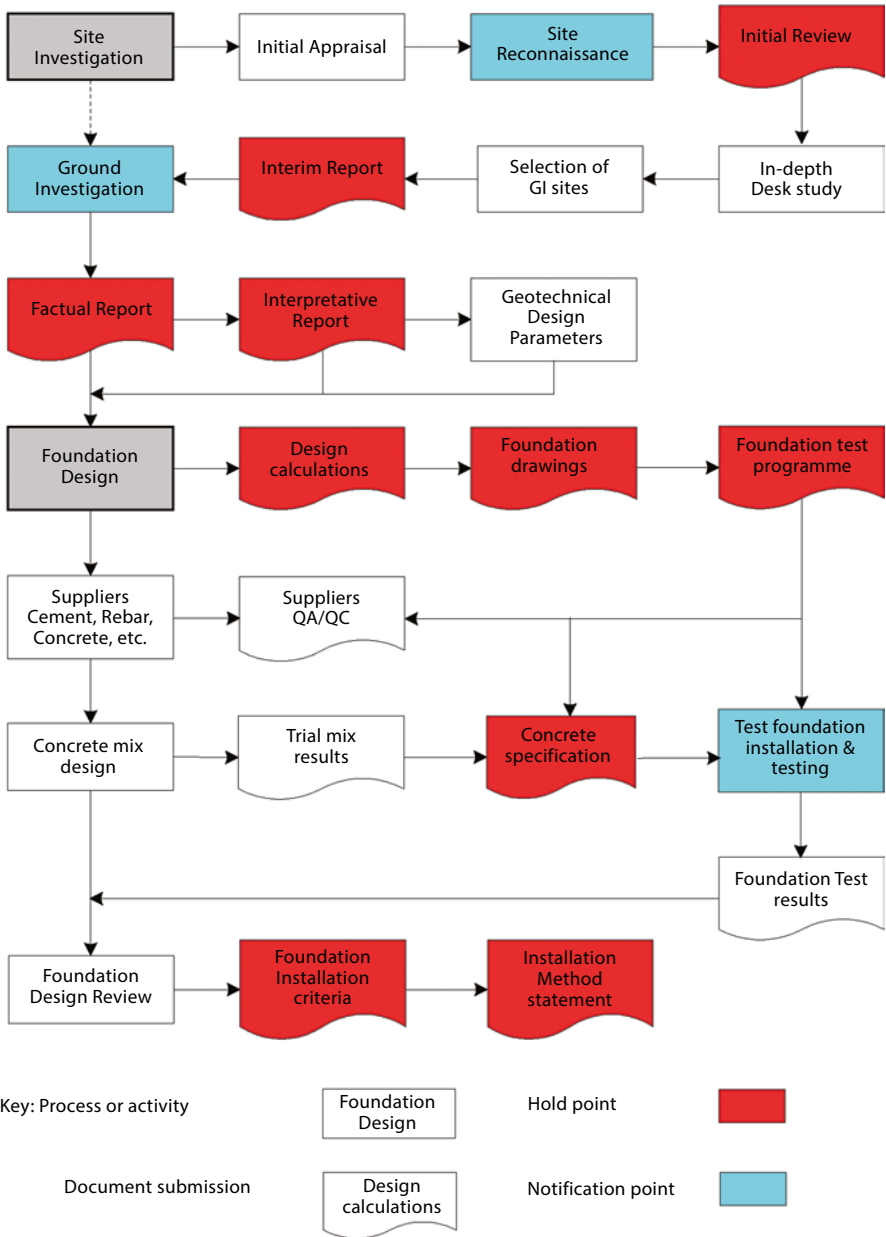 Site
Investigation
Initial Appraisal
Site
Reconnaissance
Initial Review
Ground
Investigation
Interim Report
Selection of
GI sites
In-depth
Desk study
Factual Report
Interpretative
Report
Geotechnical
Design
Parameters
Foundation
Design
Design
calculations
Foundation
drawings
Foundation test
programme
Suppliers
Cement, Rebar,
Concrete, etc.
Suppliers
QA/QC
Concrete mix
design
Trial mix
results
Concrete
specification
Test foundation
installation &
testing
Foundation Test
results
Foundation
Design Review
Foundation
Installation
criteria
Installation
Method
statement
Key: Process or activity
Foundation
Design
Hold point
Document submission
Design
calculations
Notification point